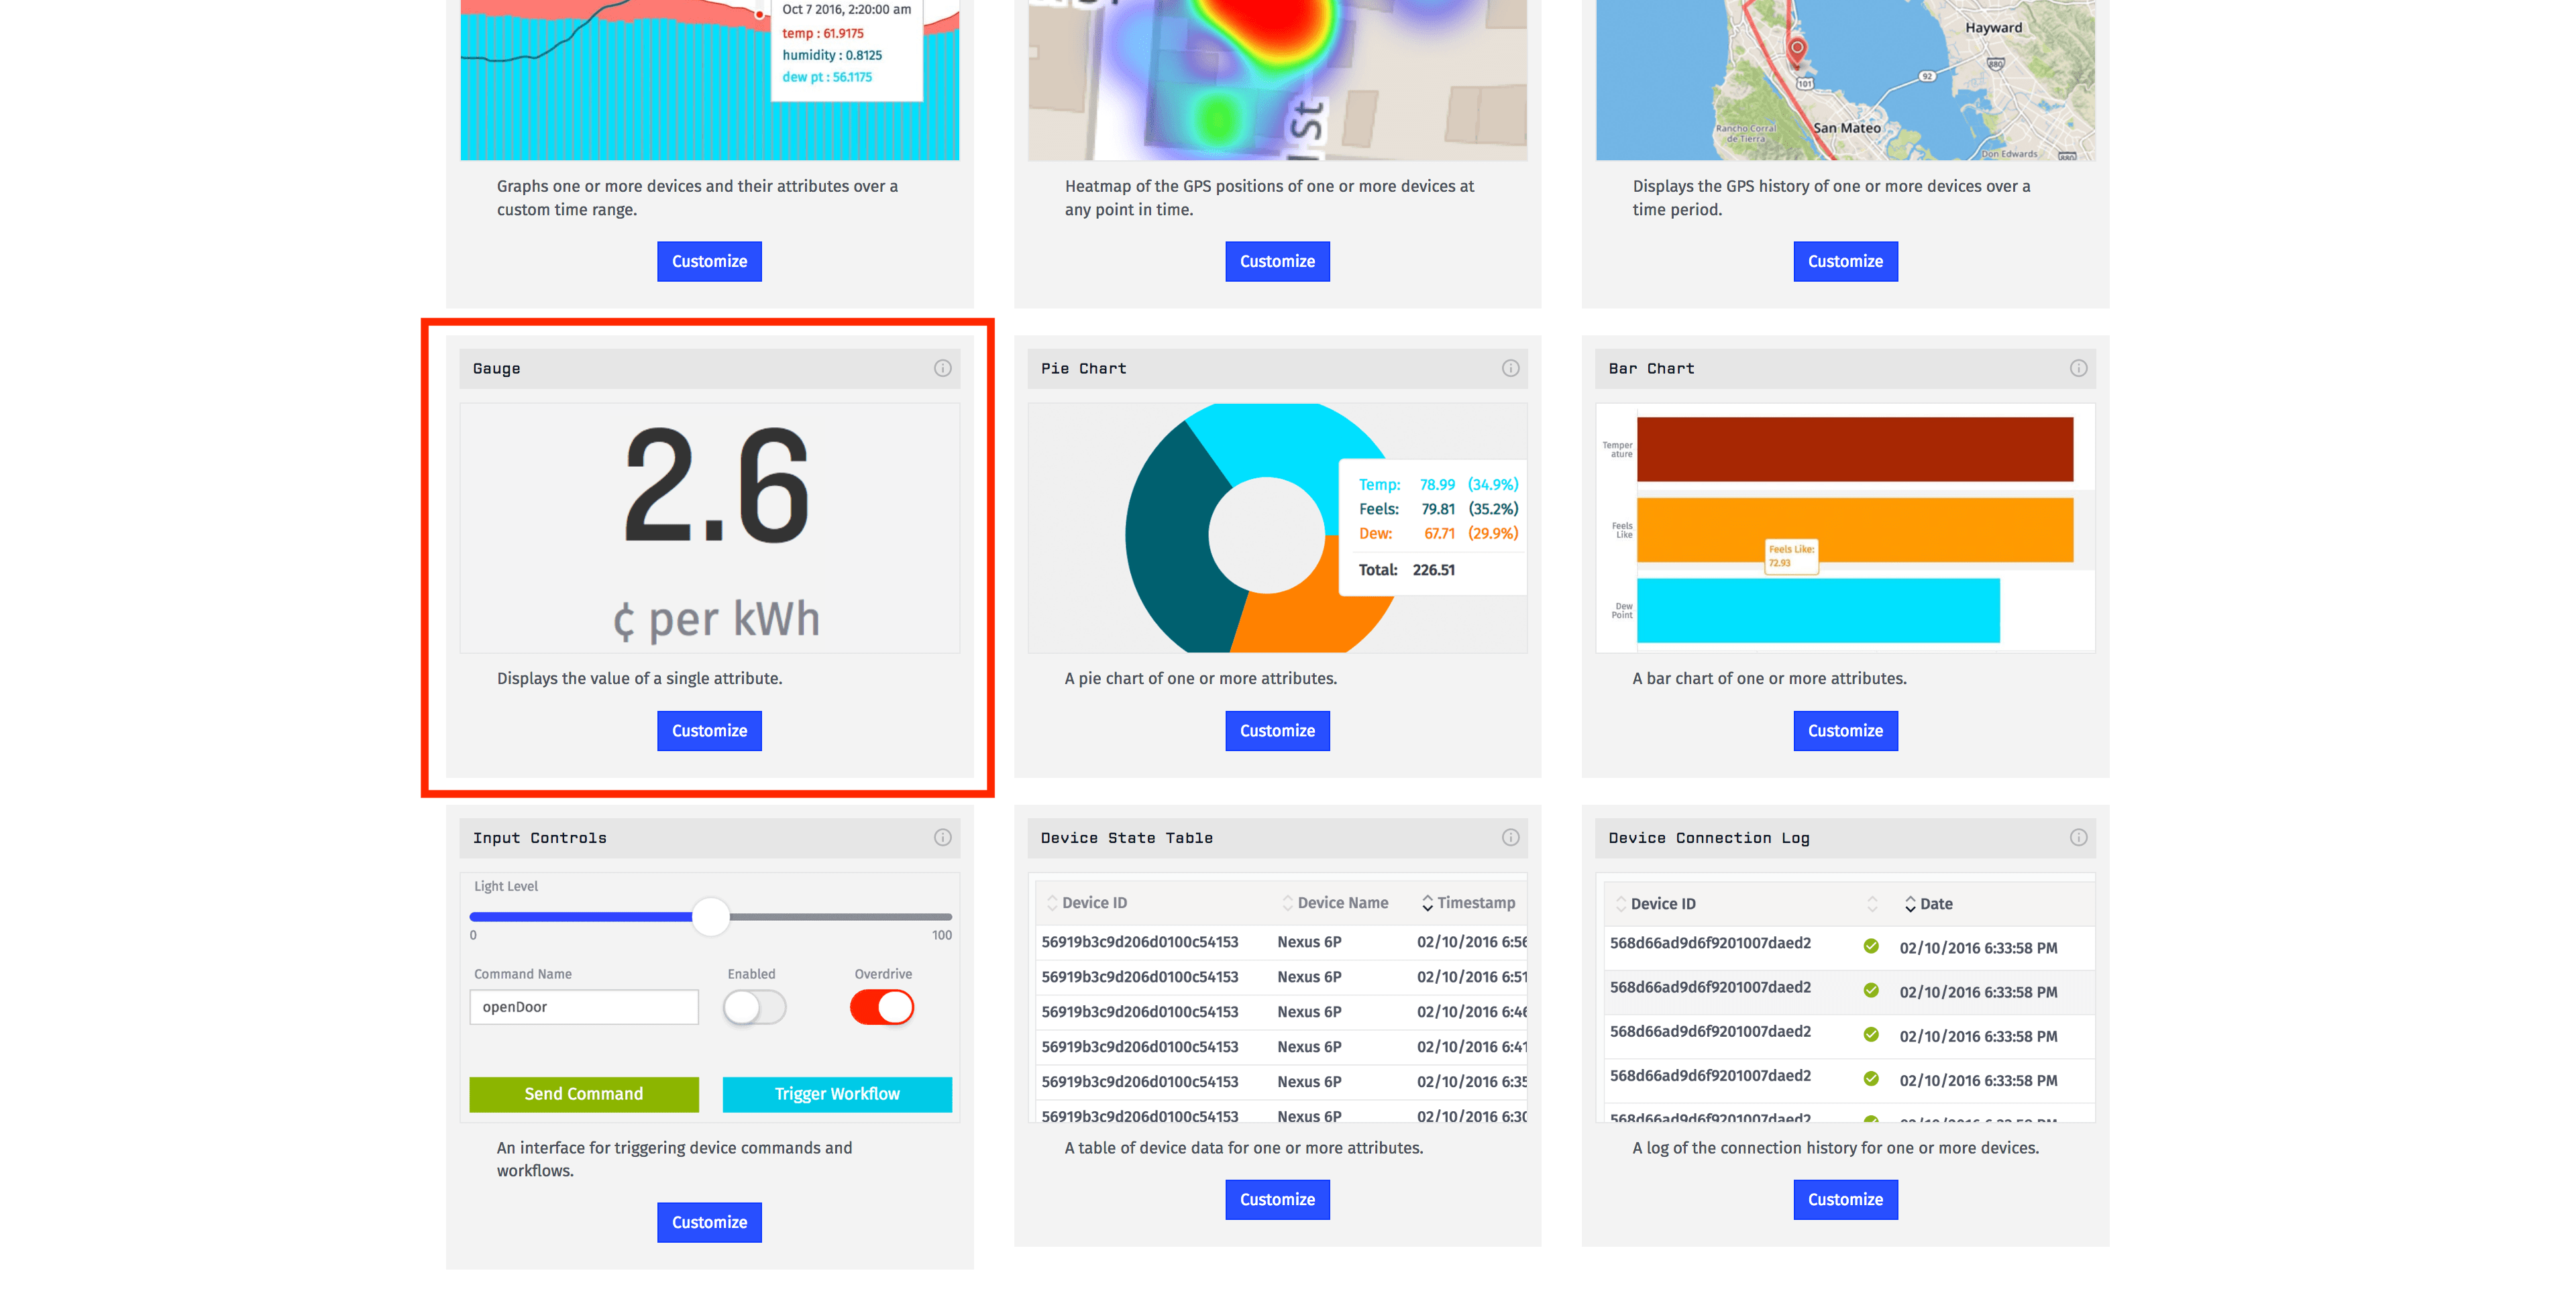 Oct 7 2016, 2:20:00 am
temp : 61.9175
humidity : 0.8125
dew pt : 56.1175
St
Hayward
880
92
101
San Mateo
Rancho Corral
de Tierra
Don Edwards
880
Graphs one or more devices and their attributes over a
custom time range.
Customize
Heatmap of the GPS positions of one or more devices at
any point in time.
Customize
Displays the GPS history of one or more devices over a
time period.
Customize
Gauge
2.6
¢ per kWh
Displays the value of a single attribute.
Customize
Pie Chart
Temp: 78.99 (34.9%)
Feels: 79.81 (35.2%)
Dew: 67.71 (29.9%)
Total: 226.51
A pie chart of one or more attributes.
Customize
Bar Chart
Temper
ature
Feels
Like
Feels Like:
72.93
Dew
Point
A bar chart of one or more attributes.
Customize
Input Controls
Light Level
0 100
Command Name Enabled Overdrive
openDoor
Send Command Trigger Workflow
An interface for triggering device commands and
workflows.
Customize
Device State Table
Device ID Device Name Timestamp
56919b3c9d206d0100c54153 Nexus 6P 02/10/2016 6:56
56919b3c9d206d0100c54153 Nexus 6P 02/10/2016 6:51
56919b3c9d206d0100c54153 Nexus 6P 02/10/2016 6:46
56919b3c9d206d0100c54153 Nexus 6P 02/10/2016 6:41
56919b3c9d206d0100c54153 Nexus 6P 02/10/2016 6:35
56919b3c9d206d0100c54153 Nexus 6P 02/10/2016 6:30
A table of device data for one or more attributes.
Customize
Device Connection Log
Device ID Date
568d66ad9d6f9201007daed2 02/10/2016 6:33:58 PM
568d66ad9d6f9201007daed2 02/10/2016 6:33:58 PM
568d66ad9d6f9201007daed2 02/10/2016 6:33:58 PM
568d66ad9d6f9201007daed2 02/10/2016 6:33:58 PM
568d66ad9d6f9201007daed2
A log of the connection history for one or more devices.
Customize